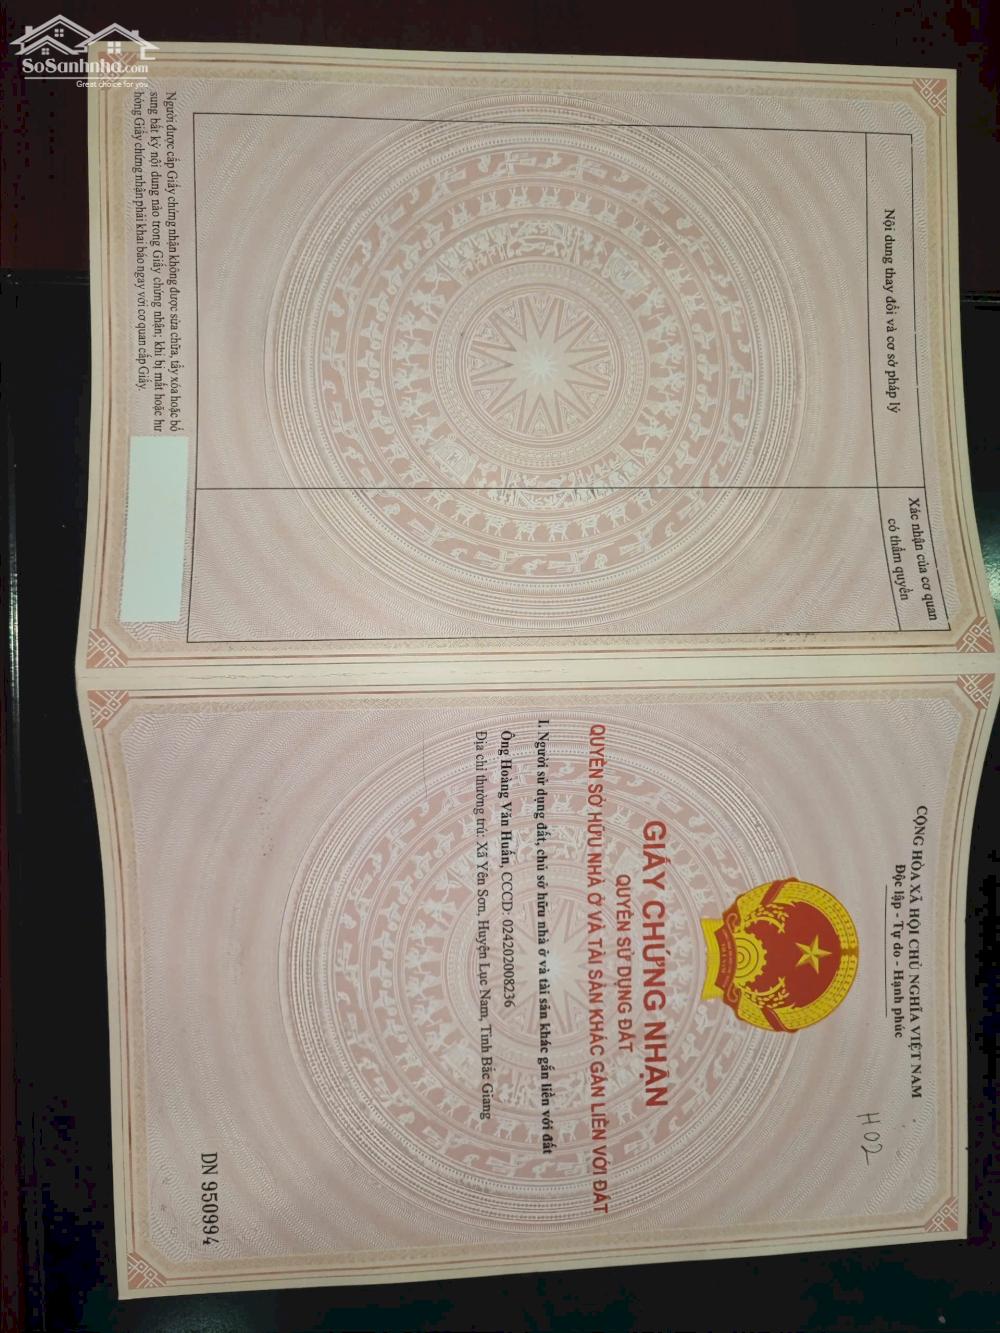 SoSanhnha.com
Great choice for you
CỘNG HÒA XÃ HỘI CHỦ NGHĨA VIỆT NAM
Độc lập - Tự do - Hạnh phúc
H02
GIẤY CHỨNG NHẬN
QUYỀN SỬ DỤNG ĐẤT
QUYỀN SỞ HỮU NHÀ Ở VÀ TÀI SẢN KHÁC GẮN LIỀN VỚI ĐẤT
I. Người sử dụng đất, chủ sở hữu nhà ở và tài sản khác gắn liền với đất
Ông Hoàng Văn Huấn, CCCD: 024202008236
Địa chỉ thường trú: Xã Yên Sơn, Huyện Lục Nam, Tỉnh Bắc Giang
DN 950994
Nội dung thay đổi và cơ sở pháp lý
Xác nhận của cơ quan
có thẩm quyền
Người được cấp Giấy chứng nhận không được sửa chữa, tẩy xóa hoặc bổ
sung bất kỳ nội dung nào trong Giấy chứng nhận; khi bị mất hoặc hư
hỏng Giấy chứng nhận phải khai báo ngay với cơ quan cấp Giấy.